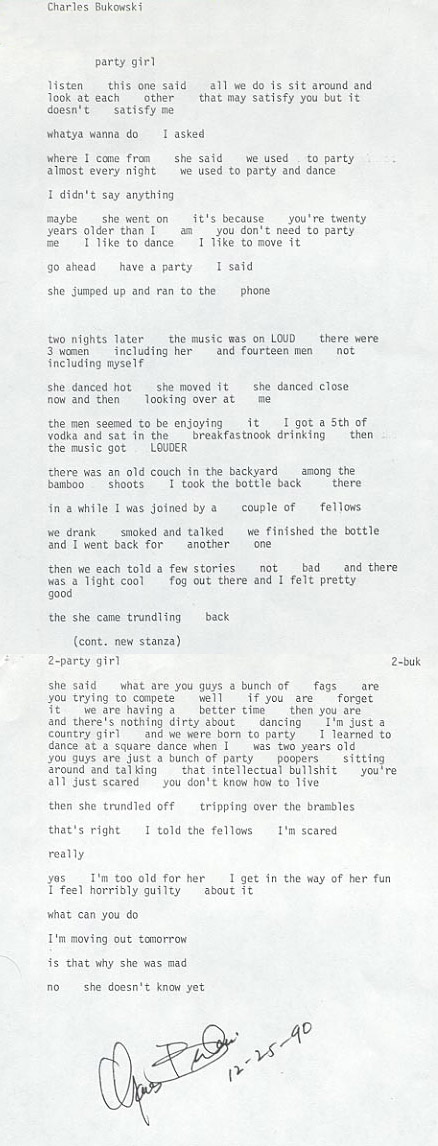 Charles Bukowski
party girl
listen this one said all we do is sit around and
look at each other that may satisfy you but it
doesn't satisfy me
whatya wanna do I asked
where I come from she said we used to party
almost every night we used to party and dance
I didn't say anything
maybe she went on it's because you're twenty
years older than I am you don't need to party
me I like to dance I like to move it
go ahead have a party I said
she jumped up and ran to the phone
two nights later the music was on LOUD there were
3 women including her and fourteen men not
including myself
she danced hot she moved it she danced close
now and then looking over at me
the men seemed to be enjoying it I got a 5th of
vodka and sat in the breakfastnook drinking then
the music got LOUDER
there was an old couch in the backyard among the
bamboo shoots I took the bottle back there
in a while I was joined by a couple of fellows
we drank smoked and talked we finished the bottle
and I went back for another one
then we each told a few stories not bad and there
was a light cool fog out there and I felt pretty
good
the she came trundling back
(cont. new stanza)
2-party girl 2-buk
she said what are you guys a bunch of fags are
you trying to compete well if you are forget
it we are having a better time then you are
and there's nothing dirty about dancing I'm just a
country girl and we were born to party I learned to
dance at a square dance when I was two years old
you guys are just a bunch of party poopers sitting
around and talking that intellectual bullshit you're
all just scared you don't know how to live
then she trundled off tripping over the brambles
that's right I told the fellows I'm scared
really
yes I'm too old for her I get in the way of her fun
I feel horribly guilty about it
what can you do
I'm moving out tomorrow
is that why she was mad
no she doesn't know yet
12-25-90